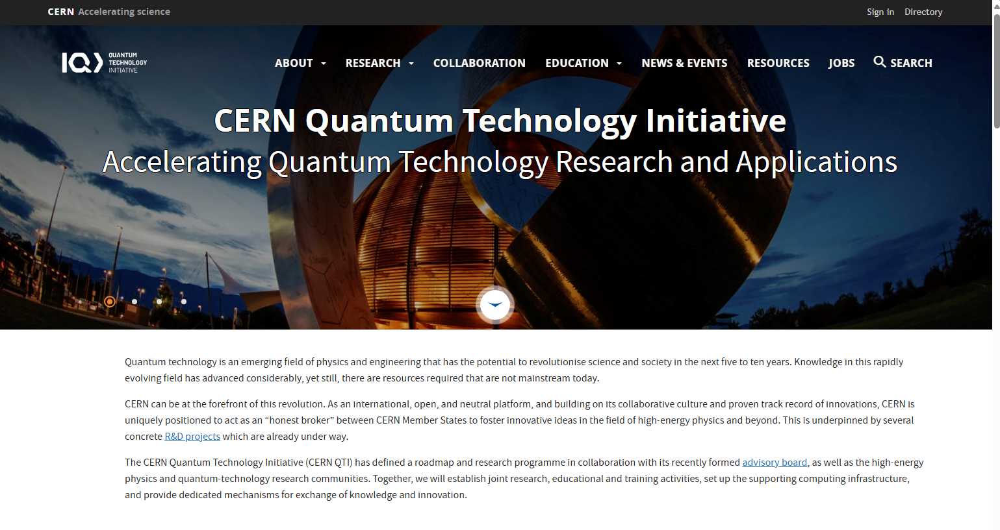 CERN Accelerating science
Sign in Directory
QUANTUM
TECHNOLOGY
INITIATIVE
ABOUT RESEARCH COLLABORATION EDUCATION NEWS & EVENTS RESOURCES JOBS SEARCH
CERN Quantum Technology Initiative
Accelerating Quantum Technology Research and Applications
Quantum technology is an emerging field of physics and engineering that has the potential to revolutionise science and society in the next five to ten years. Knowledge in this rapidly
evolving field has advanced considerably, yet still, there are resources required that are not mainstream today.
CERN can be at the forefront of this revolution. As an international, open, and neutral platform, and building on its collaborative culture and proven track record of innovations, CERN is
uniquely positioned to act as an “honest broker” between CERN Member States to foster innovative ideas in the field of high-energy physics and beyond. This is underpinned by several
concrete R&D projects which are already under way.
The CERN Quantum Technology Initiative (CERN QTI) has defined a roadmap and research programme in collaboration with its recently formed advisory board, as well as the high-energy
physics and quantum-technology research communities. Together, we will establish joint research, educational and training activities, set up the supporting computing infrastructure,
and provide dedicated mechanisms for exchange of knowledge and innovation.